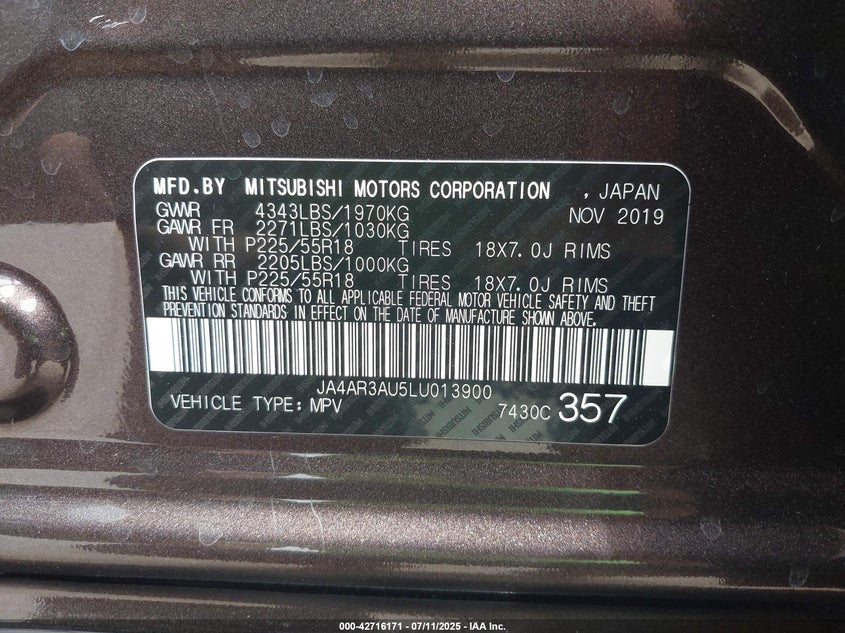 MFD.BY MITSUBISHI MOTORS CORPORATION , JAPAN
GVWR 4343LBS/1970KG NOV 2019
GAWR FR 2271LBS/1030KG
WITH P225/55R18 TIRES 18X7.0J RIMS
GAWR RR 2205LBS/1000KG
WITH P225/55R18 TIRES 18X7.0J RIMS
THIS VEHICLE CONFORMS TO ALL APPLICABLE FEDERAL MOTOR VEHICLE SAFETY AND THEFT
PREVENTION STANDARDS IN EFFECT ON THE DATE OF MANUFACTURE SHOWN ABOVE.
JA4AR3AU5LU013900
VEHICLE TYPE: MPV 7430C 357
000-42716171 - 07/11/2025 - IAA Inc.